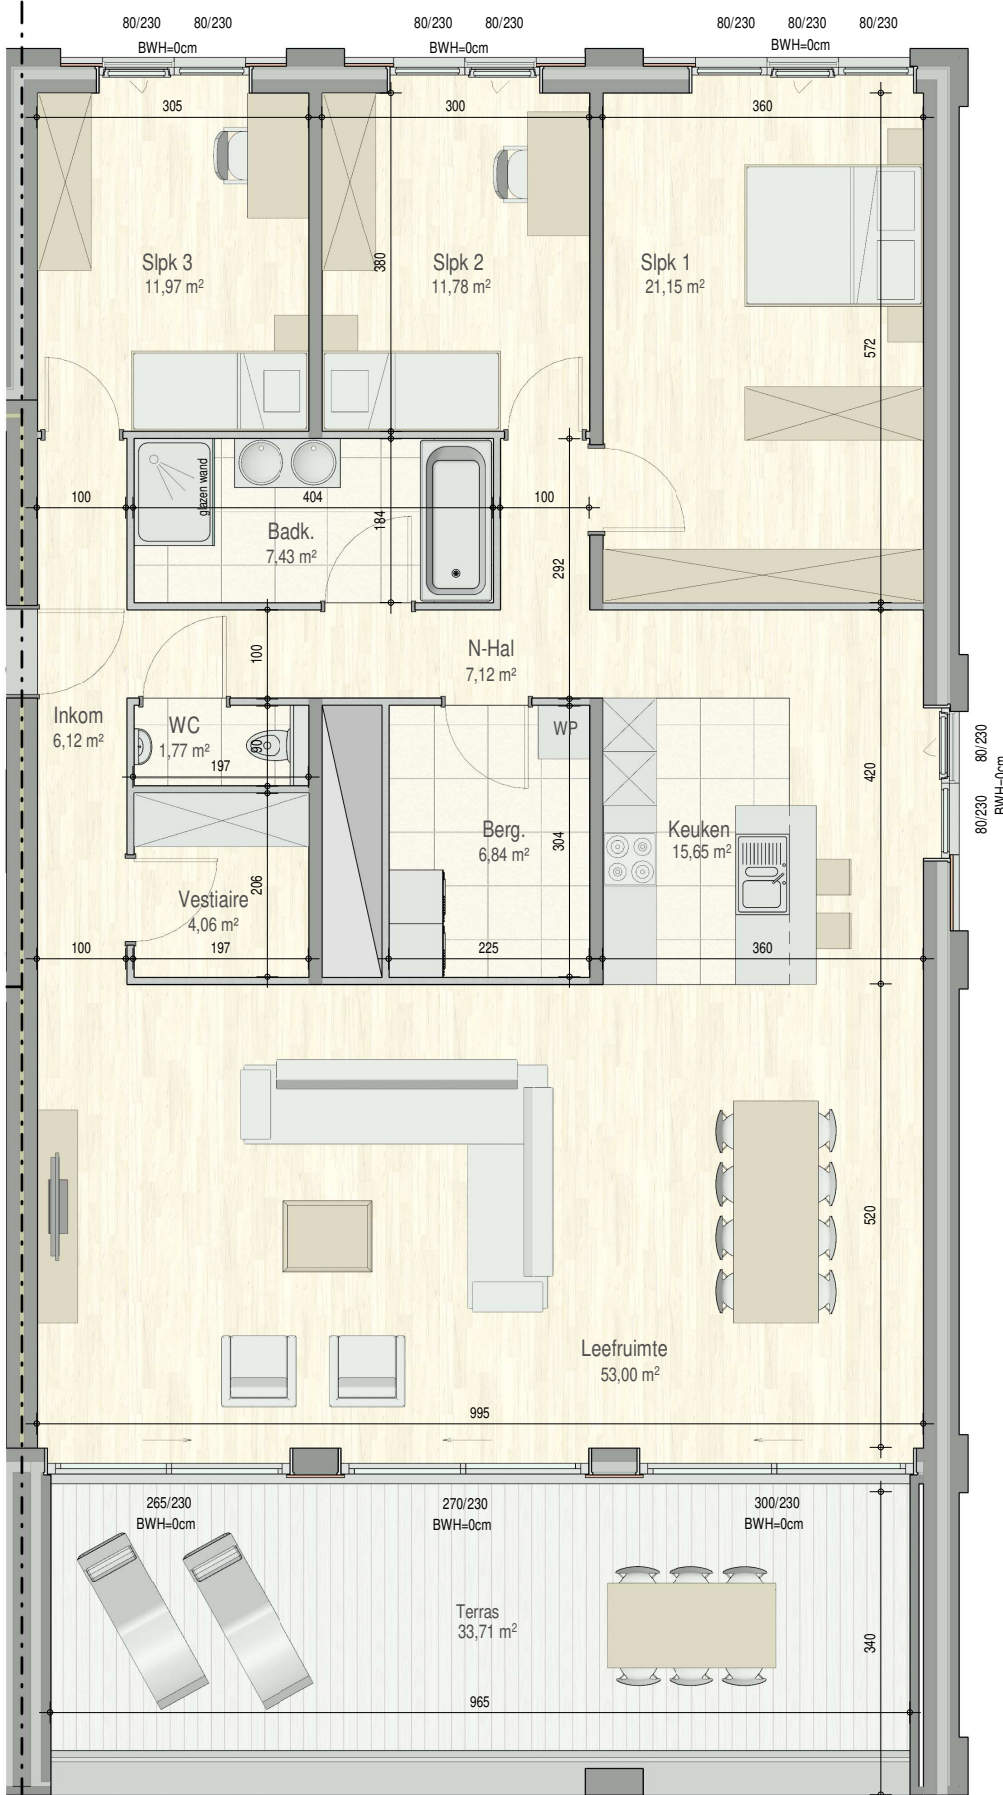 80/230 80/230
BWH=0cm
80/230 80/230
BWH=0cm
80/230 80/230 80/230
BWH=0cm
305
300
360
Slpk 3
11,97 m²
380
Slpk 2
11,78 m²
Slpk 1
21,15 m²
572
100
glazen wand
404
184
100
Badk.
7,43 m²
292
100
N-Hal
7,12 m²
Inkom
6,12 m²
WC
1,77 m²
90
197
WP
80/230
80/230
BWH=0cm
420
Berg.
6,84 m²
304
Keuken
15,65 m²
206
Vestiaire
4,06 m²
100
197
225
360
520
Leefruimte
53,00 m²
995
265/230
BWH=0cm
270/230
BWH=0cm
300/230
BWH=0cm
Terras
33,71 m²
340
965